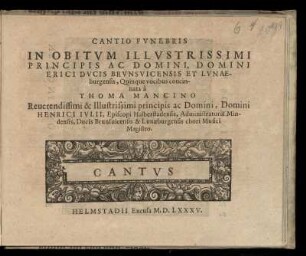 CANTIO FVNEBRIS
IN OBITVM ILLVSTRISSIMI
PRINCIPIS AC DOMINI, DOMINI
ERICI DVCIS BRVNSVICENSIS ET LVNAE-
burgensis, Quinque vocibus concin-
nata à
THOMA MANCINO
Reuerendissimi & Illustrissimi principis ac Domini, Domini
HENRICI IVLII, Episcopi Halberstadensis, Administratoris Min-
densis, Ducis Brunsuicensis & Lunæburgensis chori Musici
Magistro.
CANTVS
HELMSTADII Excusa M.D.LXXXV.